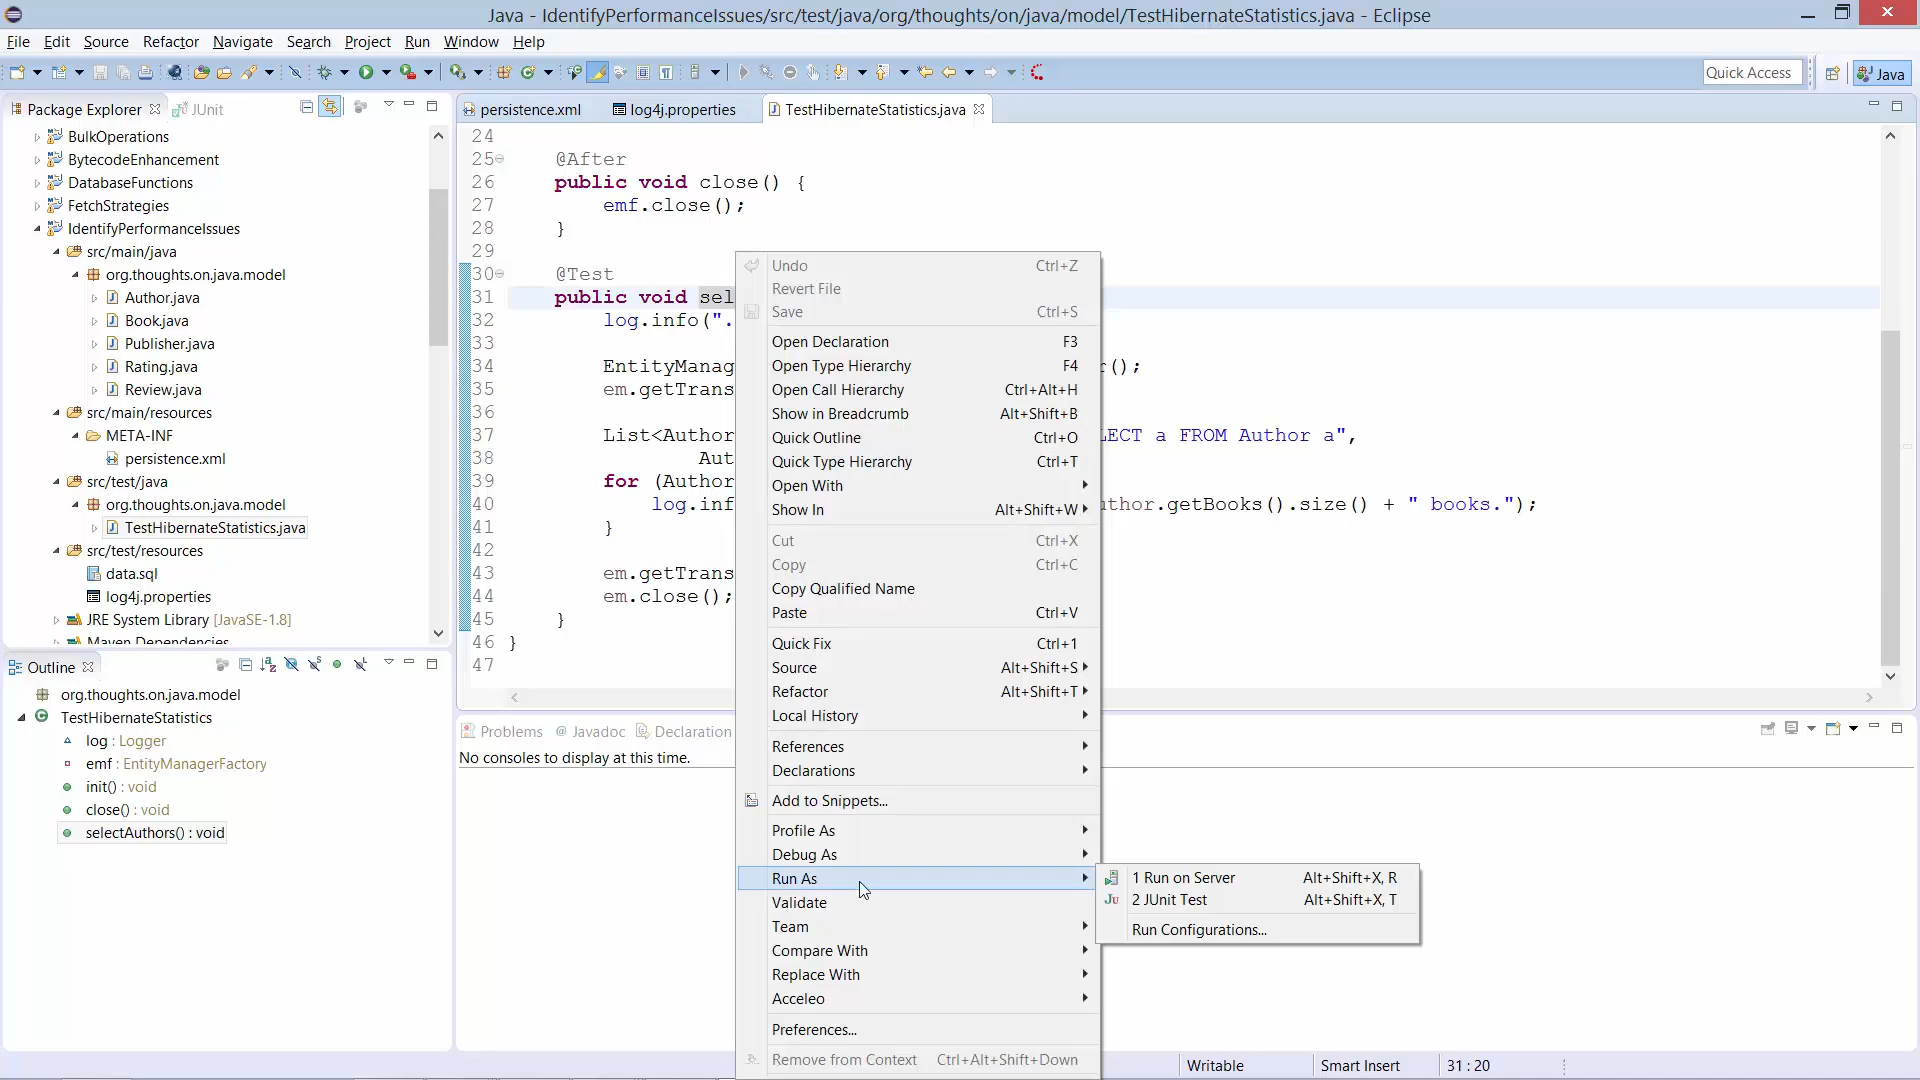 Java - IdentifyPerformanceIssues/src/test/java/org/thoughts/on/java/model/TestHibernateStatistics.java - Eclipse
File Edit Source Refactor Navigate Search Project Run Window Help
Quick Access
Java
Package Explorer
JUnit
BulkOperations
BytecodeEnhancement
DatabaseFunctions
FetchStrategies
IdentifyPerformanceIssues
src/main/java
org.thoughts.on.java.model
Author.java
Book.java
Publisher.java
Rating.java
Review.java
src/main/resources
META-INF
persistence.xml
src/test/java
org.thoughts.on.java.model
TestHibernateStatistics.java
src/test/resources
data.sql
log4j.properties
JRE System Library [JavaSE-1.8]
Maven Dependencies
Outline
org.thoughts.on.java.model
TestHibernateStatistics
log : Logger
emf : EntityManagerFactory
init() : void
close() : void
selectAuthors() : void
persistence.xml
log4j.properties
TestHibernateStatistics.java
24
25 @After
26 public void close() {
27 emf.close();
28 }
29
30 @Test
31 public void sel
32 log.info(".
33
34 EntityManag r();
35 em.getTrans
36
37 List<Author LECT a FROM Author a",
38 Aut
39 for (Author
40 log.inf uthor.getBooks().size() + " books.");
41 }
42
43 em.getTrans
44 em.close();
45 }
46 }
47
Problems @ Javadoc Declaration
No consoles to display at this time.
Undo Ctrl+Z
Revert File
Save Ctrl+S
Open Declaration F3
Open Type Hierarchy F4
Open Call Hierarchy Ctrl+Alt+H
Show in Breadcrumb Alt+Shift+B
Quick Outline Ctrl+O
Quick Type Hierarchy Ctrl+T
Open With
Show In Alt+Shift+W
Cut Ctrl+X
Copy Ctrl+C
Copy Qualified Name
Paste Ctrl+V
Quick Fix Ctrl+1
Source Alt+Shift+S
Refactor Alt+Shift+T
Local History
References
Declarations
Add to Snippets...
Profile As
Debug As
Run As
Validate
Team
Compare With
Replace With
Acceleo
Preferences...
Remove from Context Ctrl+Alt+Shift+Down
1 Run on Server Alt+Shift+X, R
Ju 2 JUnit Test Alt+Shift+X, T
Run Configurations...
Writable
Smart Insert
31 : 20